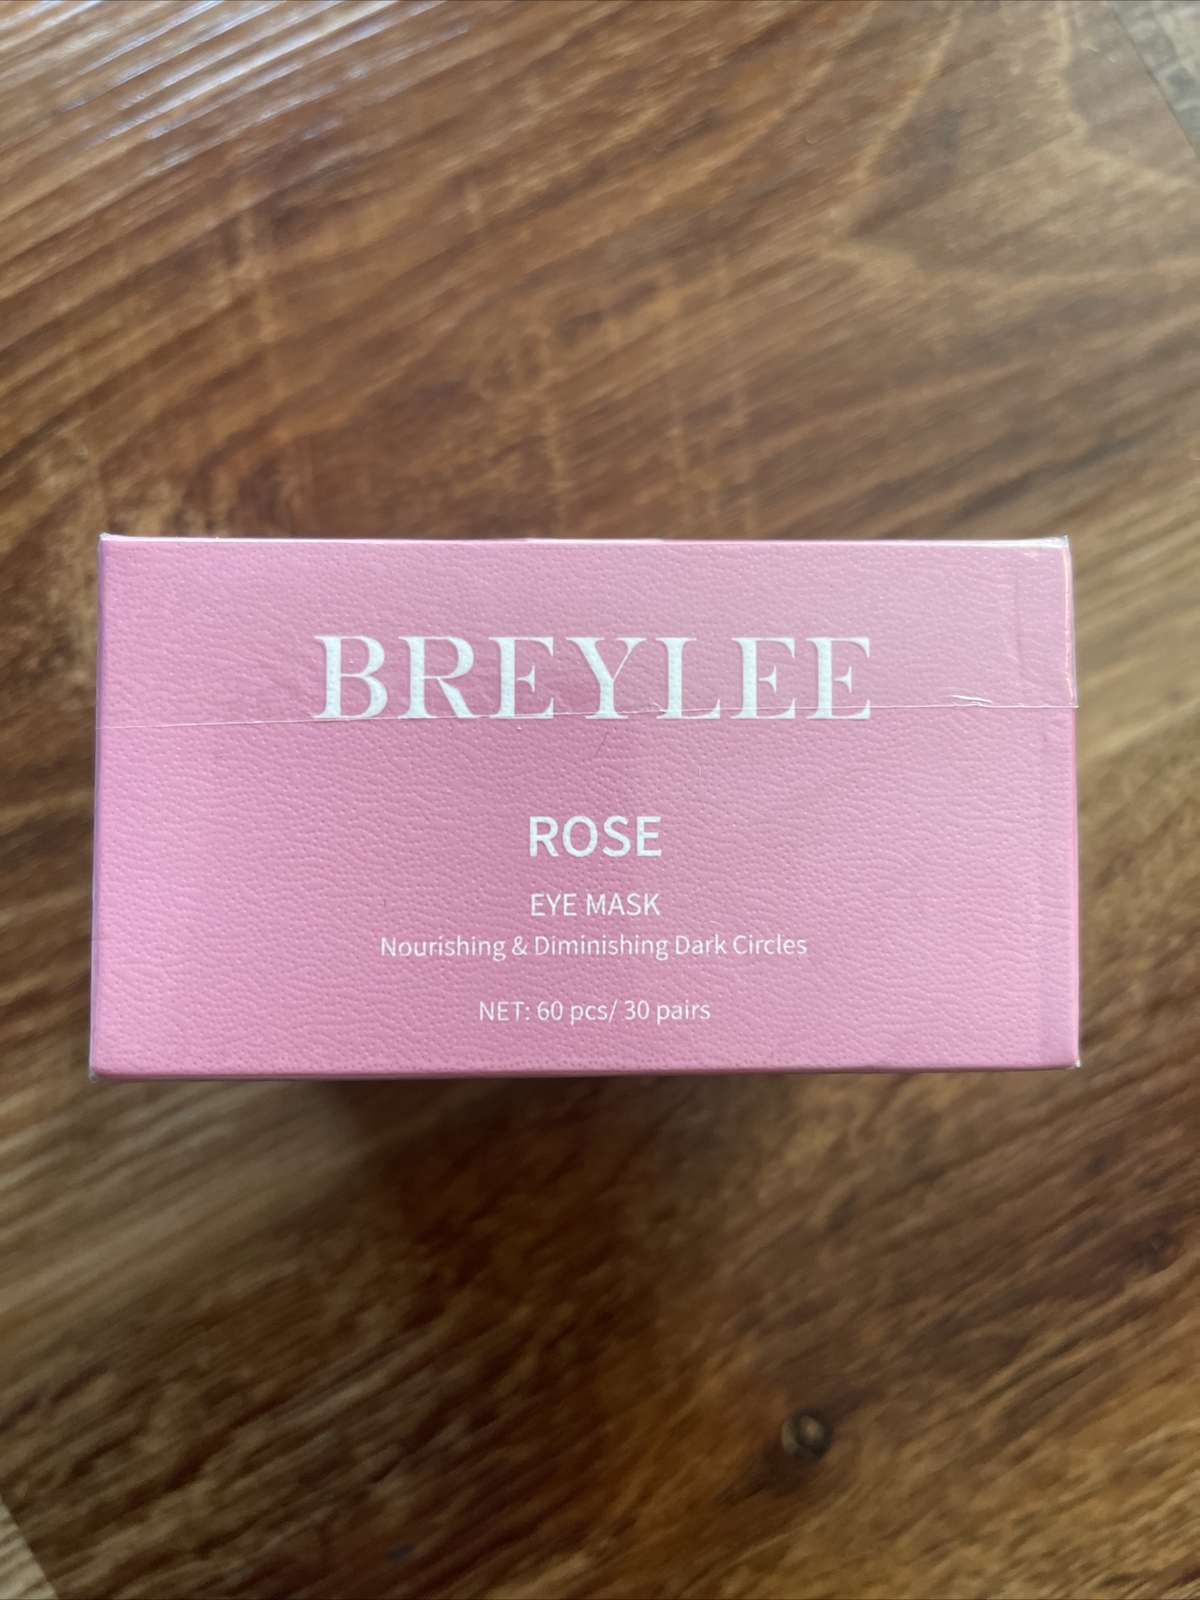 BREYLEE
ROSE
EYE MASK
Nourishing & Diminishing Dark Circles
NET: 60 pcs/ 30 pairs